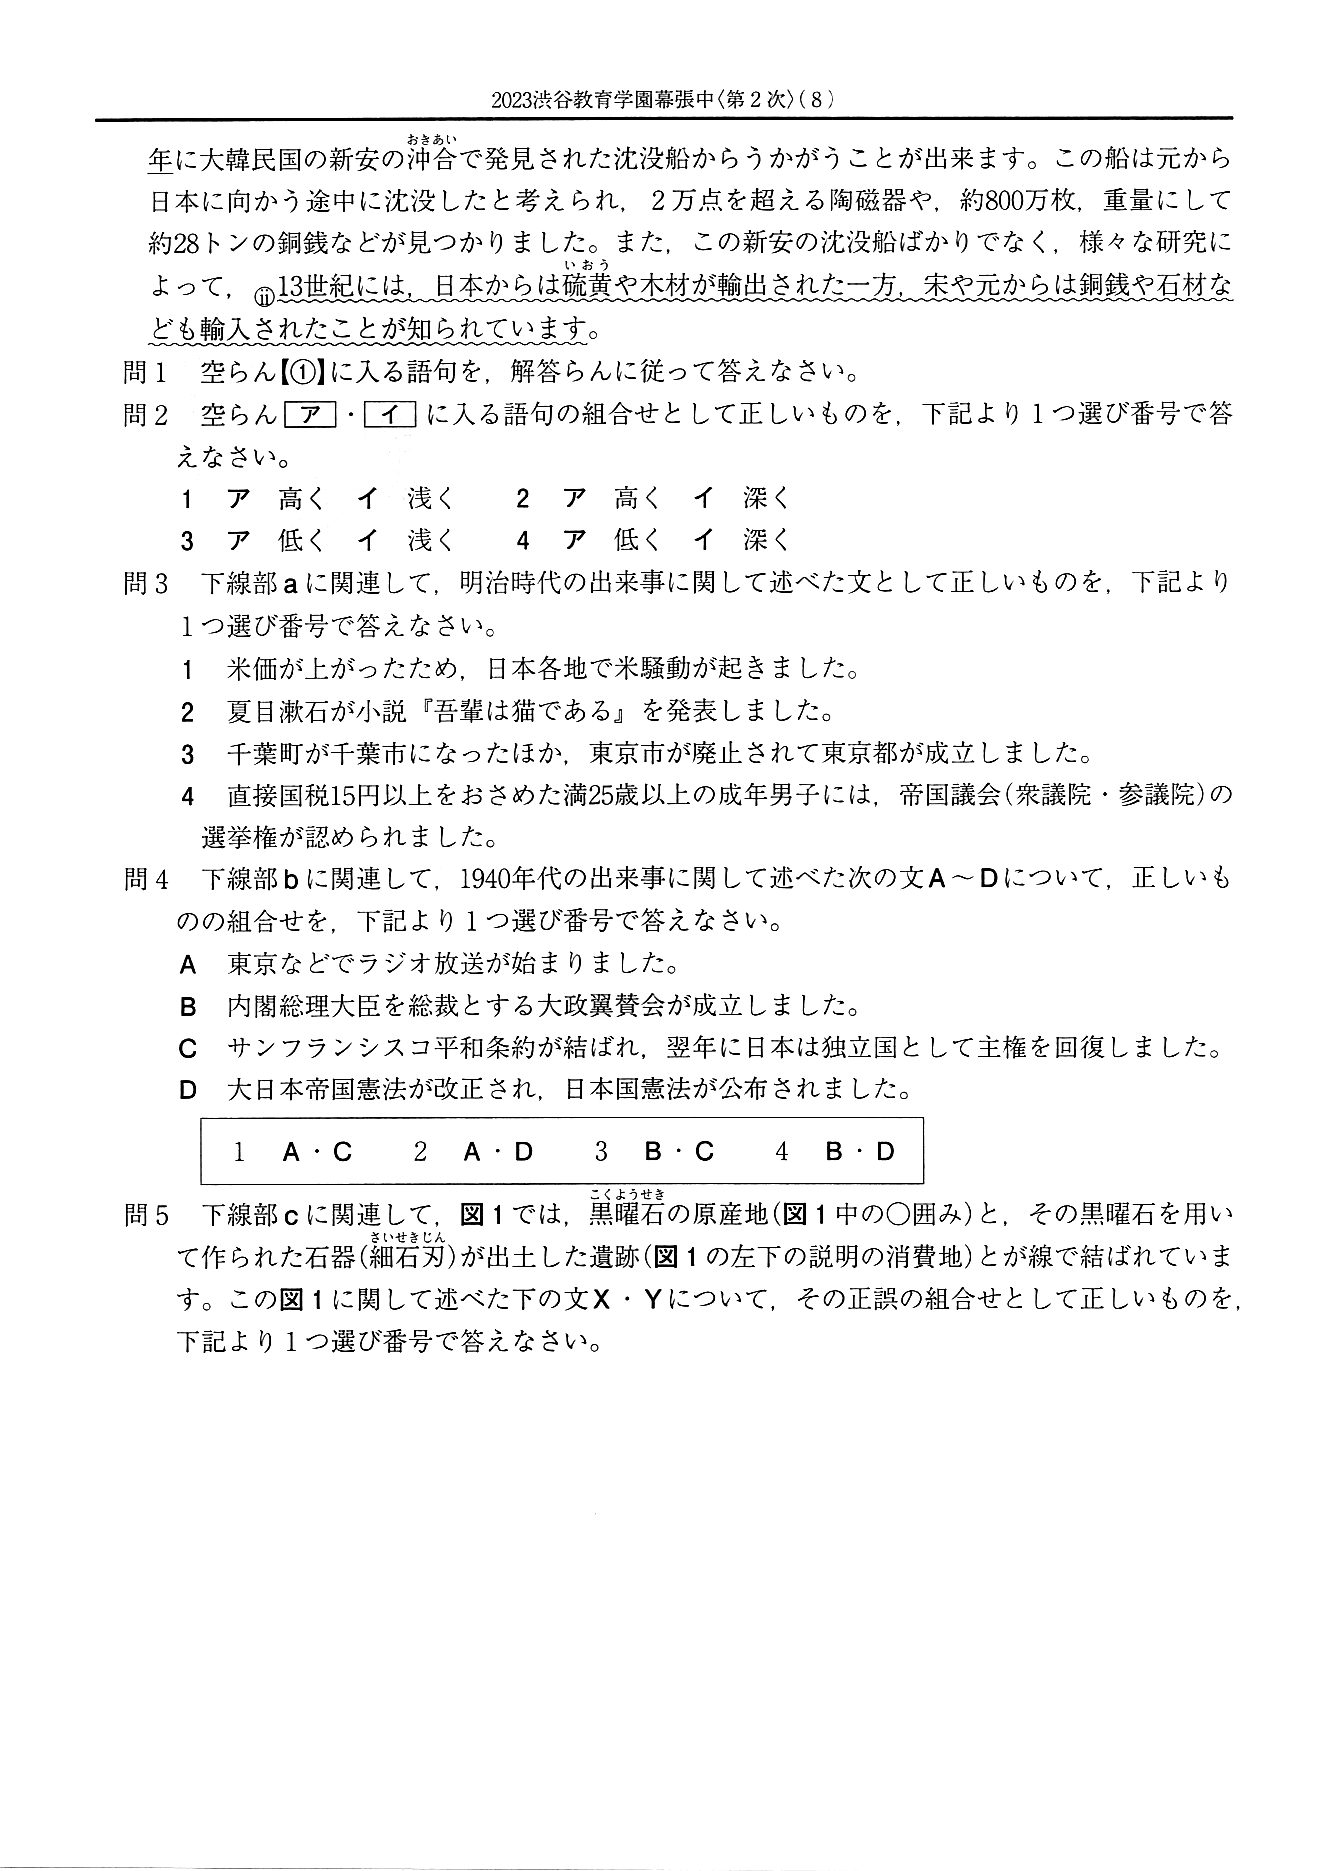 2023渋谷教育学園幕張中〈第2次〉(8)
年に大韓民国の新安の沖合で発見された沈没船からうかがうことが出来ます。この船は元から
日本に向かう途中に沈没したと考えられ，2万点を超える陶磁器や，約800万枚，重量にして
約28トンの銅銭などが見つかりました。また，この新安の沈没船ばかりでなく，様々な研究に
よって，ⅱ13世紀には，日本からは硫黄や木材が輸出された一方，宋や元からは銅銭や石材な
ども輸入されたことが知られています。
問1　空らん【①】に入る語句を，解答らんに従って答えなさい。
問2　空らん ア ・ イ に入る語句の組合せとして正しいものを，下記より1つ選び番号で答
えなさい。
1　ア　高く　イ　浅く　　2　ア　高く　イ　深く
3　ア　低く　イ　浅く　　4　ア　低く　イ　深く
問3　下線部aに関連して，明治時代の出来事に関して述べた文として正しいものを，下記より
1つ選び番号で答えなさい。
1　米価が上がったため，日本各地で米騒動が起きました。
2　夏目漱石が小説『吾輩は猫である』を発表しました。
3　千葉町が千葉市になったほか，東京市が廃止されて東京都が成立しました。
4　直接国税15円以上をおさめた満25歳以上の成年男子には，帝国議会(衆議院・参議院)の
選挙権が認められました。
問4　下線部bに関連して，1940年代の出来事に関して述べた次の文A～Dについて，正しいも
のの組合せを，下記より1つ選び番号で答えなさい。
A　東京などでラジオ放送が始まりました。
B　内閣総理大臣を総裁とする大政翼賛会が成立しました。
C　サンフランシスコ平和条約が結ばれ，翌年に日本は独立国として主権を回復しました。
D　大日本帝国憲法が改正され，日本国憲法が公布されました。
1　A・C　　2　A・D　　3　B・C　　4　B・D
問5　下線部cに関連して，図1では，黒曜石の原産地(図1中の〇囲み)と，その黒曜石を用い
て作られた石器(細石刃)が出土した遺跡(図1の左下の説明の消費地)とが線で結ばれていま
す。この図1に関して述べた下の文X・Yについて，その正誤の組合せとして正しいものを，
下記より1つ選び番号で答えなさい。